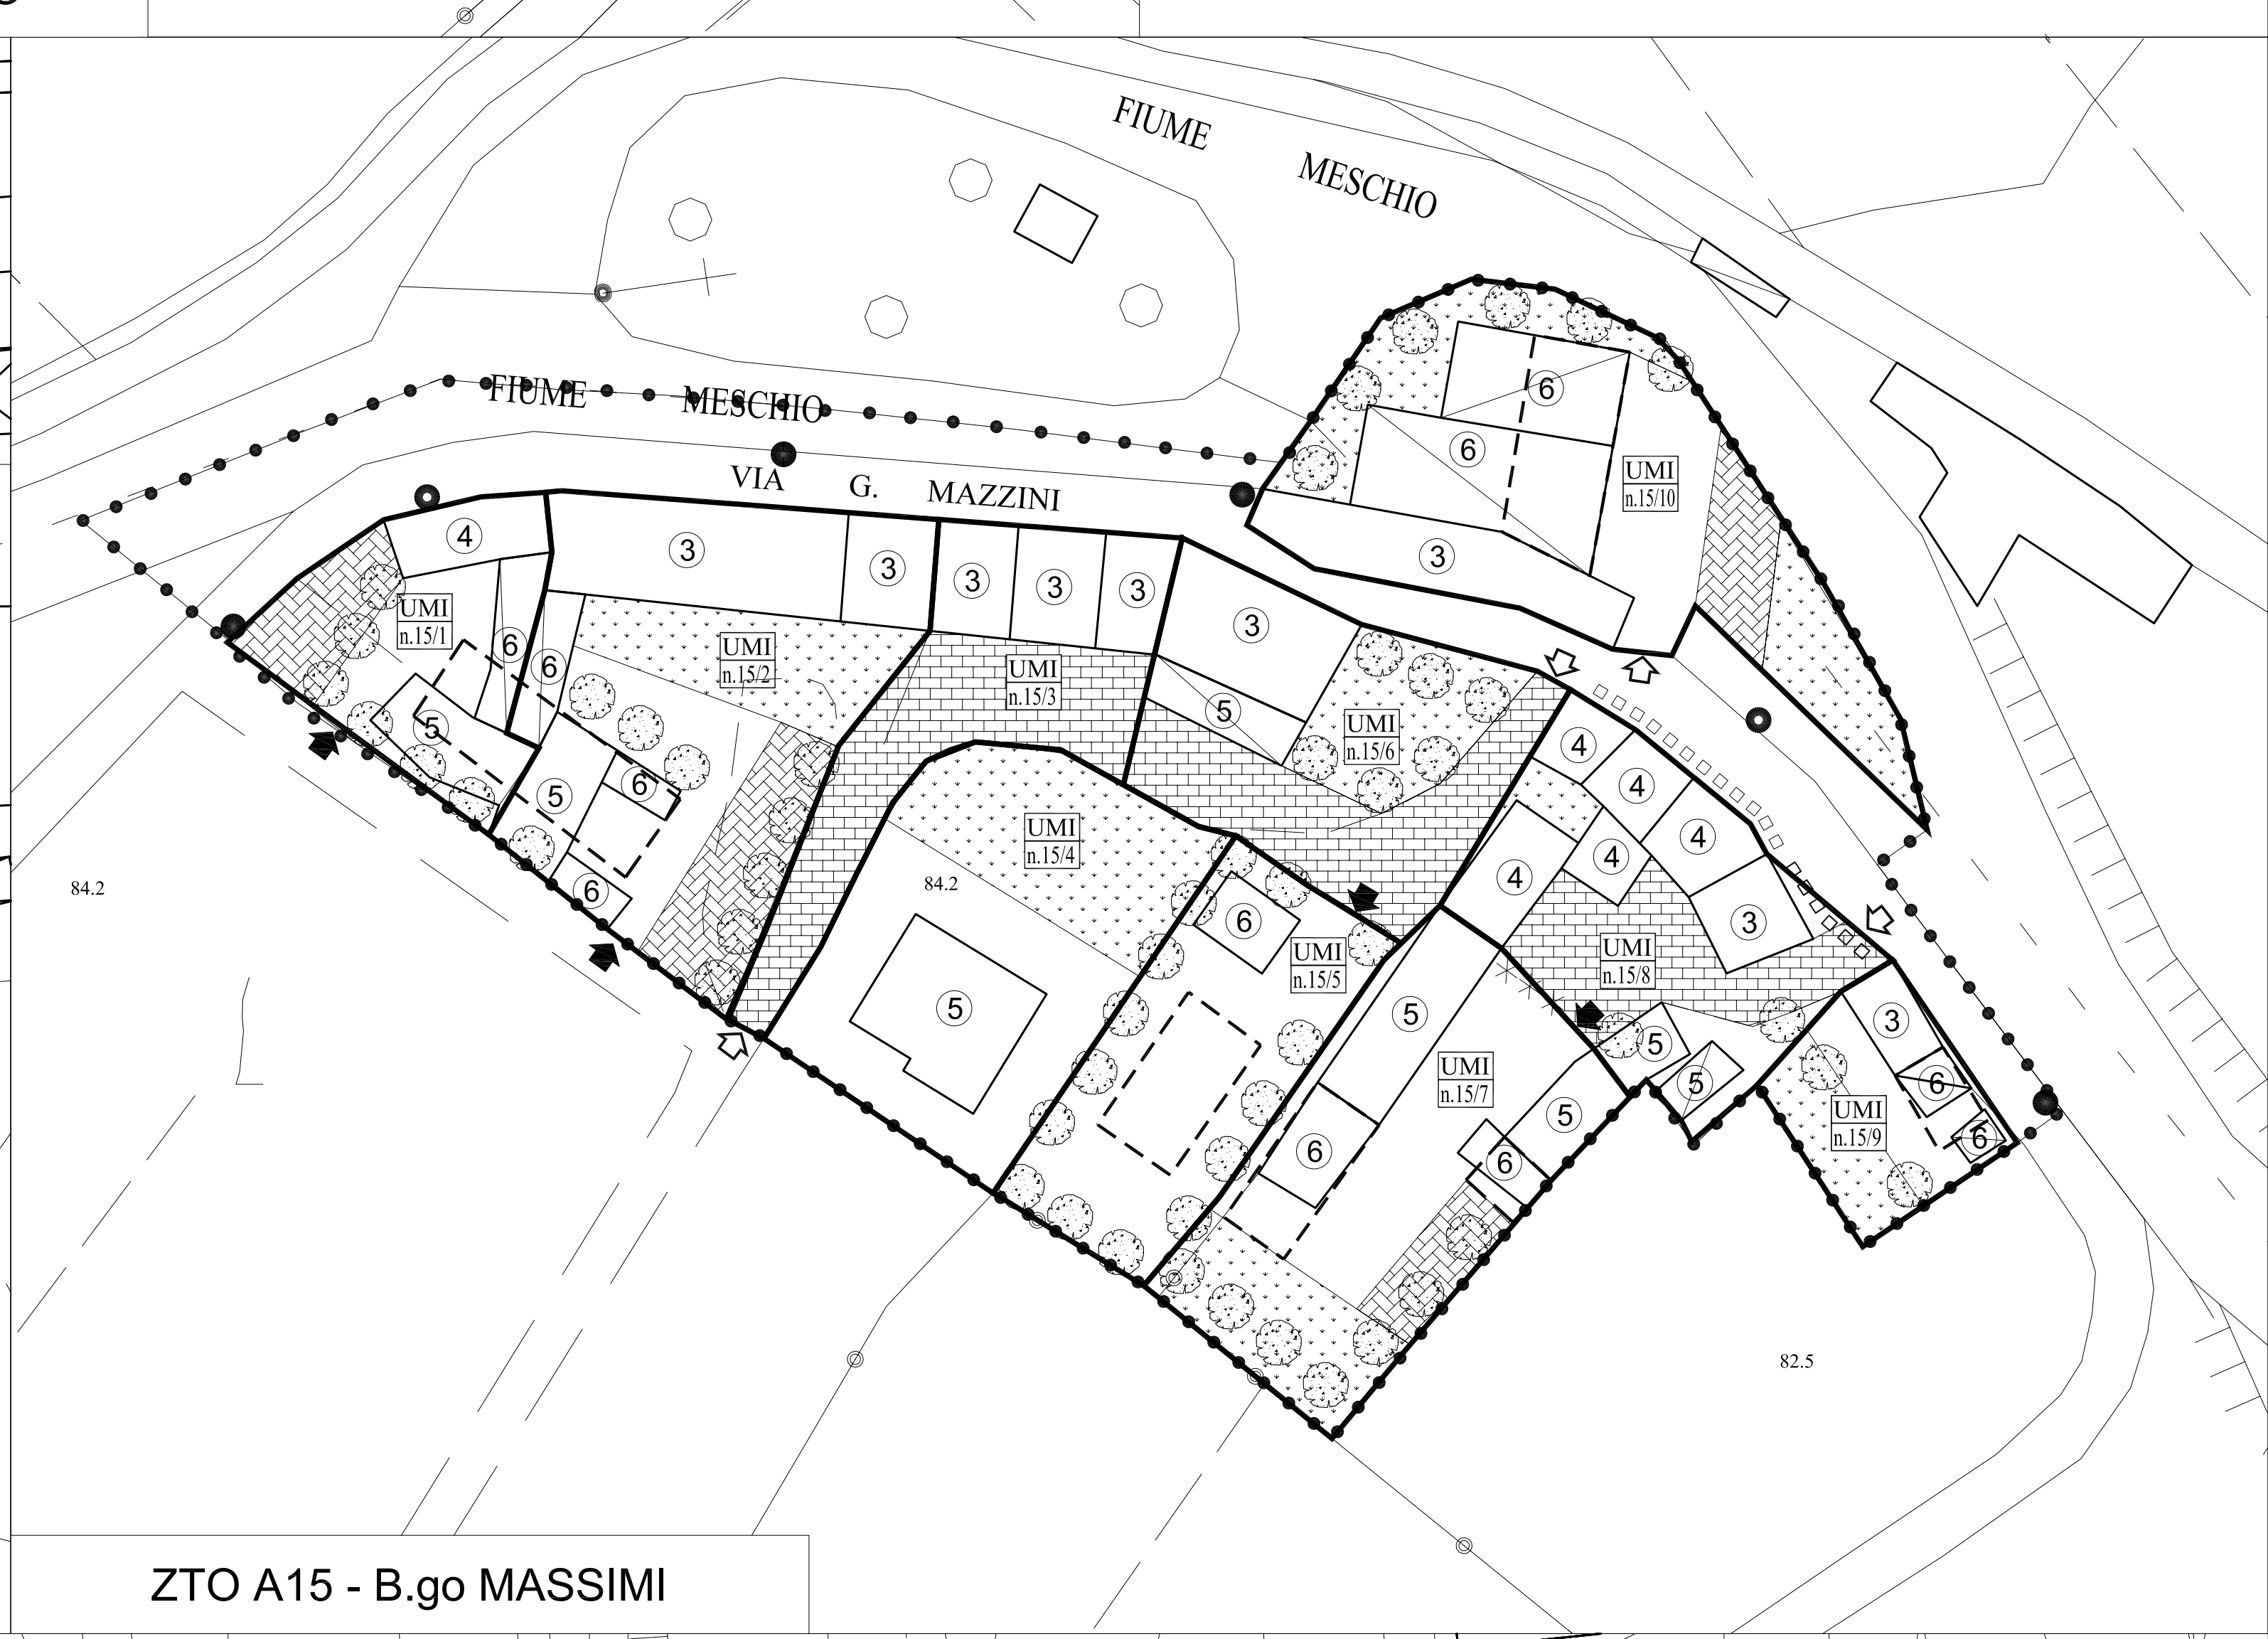 FIUME
MESCHIO
FIUME MESCHIO
VIA G. MAZZINI
6
6
UMI
n.15/10
3
4
3
3
3
3
3
3
UMI
n.15/1
6
6
UMI
n.15/2
UMI
n.15/3
5
UMI
n.15/6
5
5
6
6
4
4
4
4
4
3
UMI
n.15/4
84.2
84.2
6
UMI
n.15/5
UMI
n.15/8
5
5
3
5
5
6
UMI
n.15/7
5
UMI
n.15/9
6
6
6
82.5
ZTO A15 - B.go MASSIMI